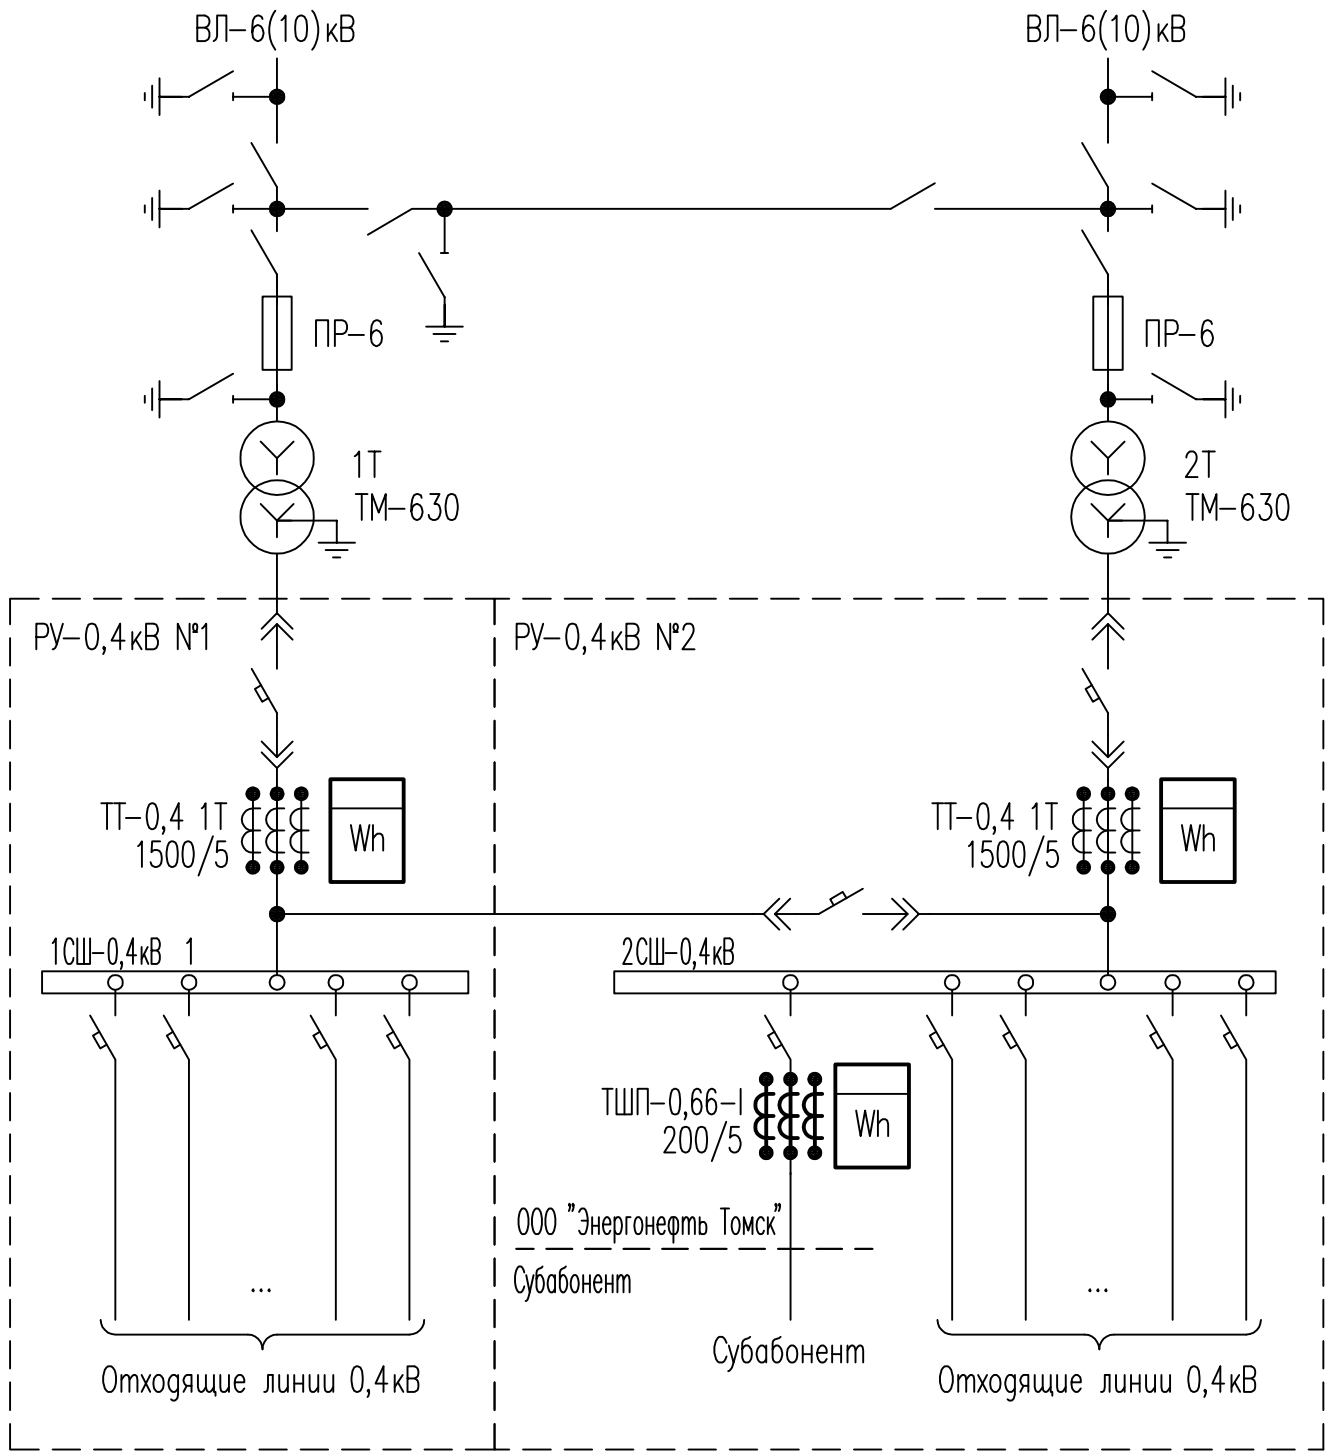 ВЛ-6(10)кВ
ВЛ-6(10)кВ
ПР-6
ПР-6
1Т
ТМ-630
2Т
ТМ-630
РУ-0,4кВ №1
РУ-0,4кВ №2
ТТ-0,4 1Т
1500/5
Wh
ТТ-0,4 1Т
1500/5
Wh
1СШ-0,4кВ 1
2СШ-0,4кВ
ТШП-0,66-I
200/5
Wh
ООО "Энергонефть Томск"
Субабонент
...
...
Субабонент
Отходящие линии 0,4кВ
Отходящие линии 0,4кВ